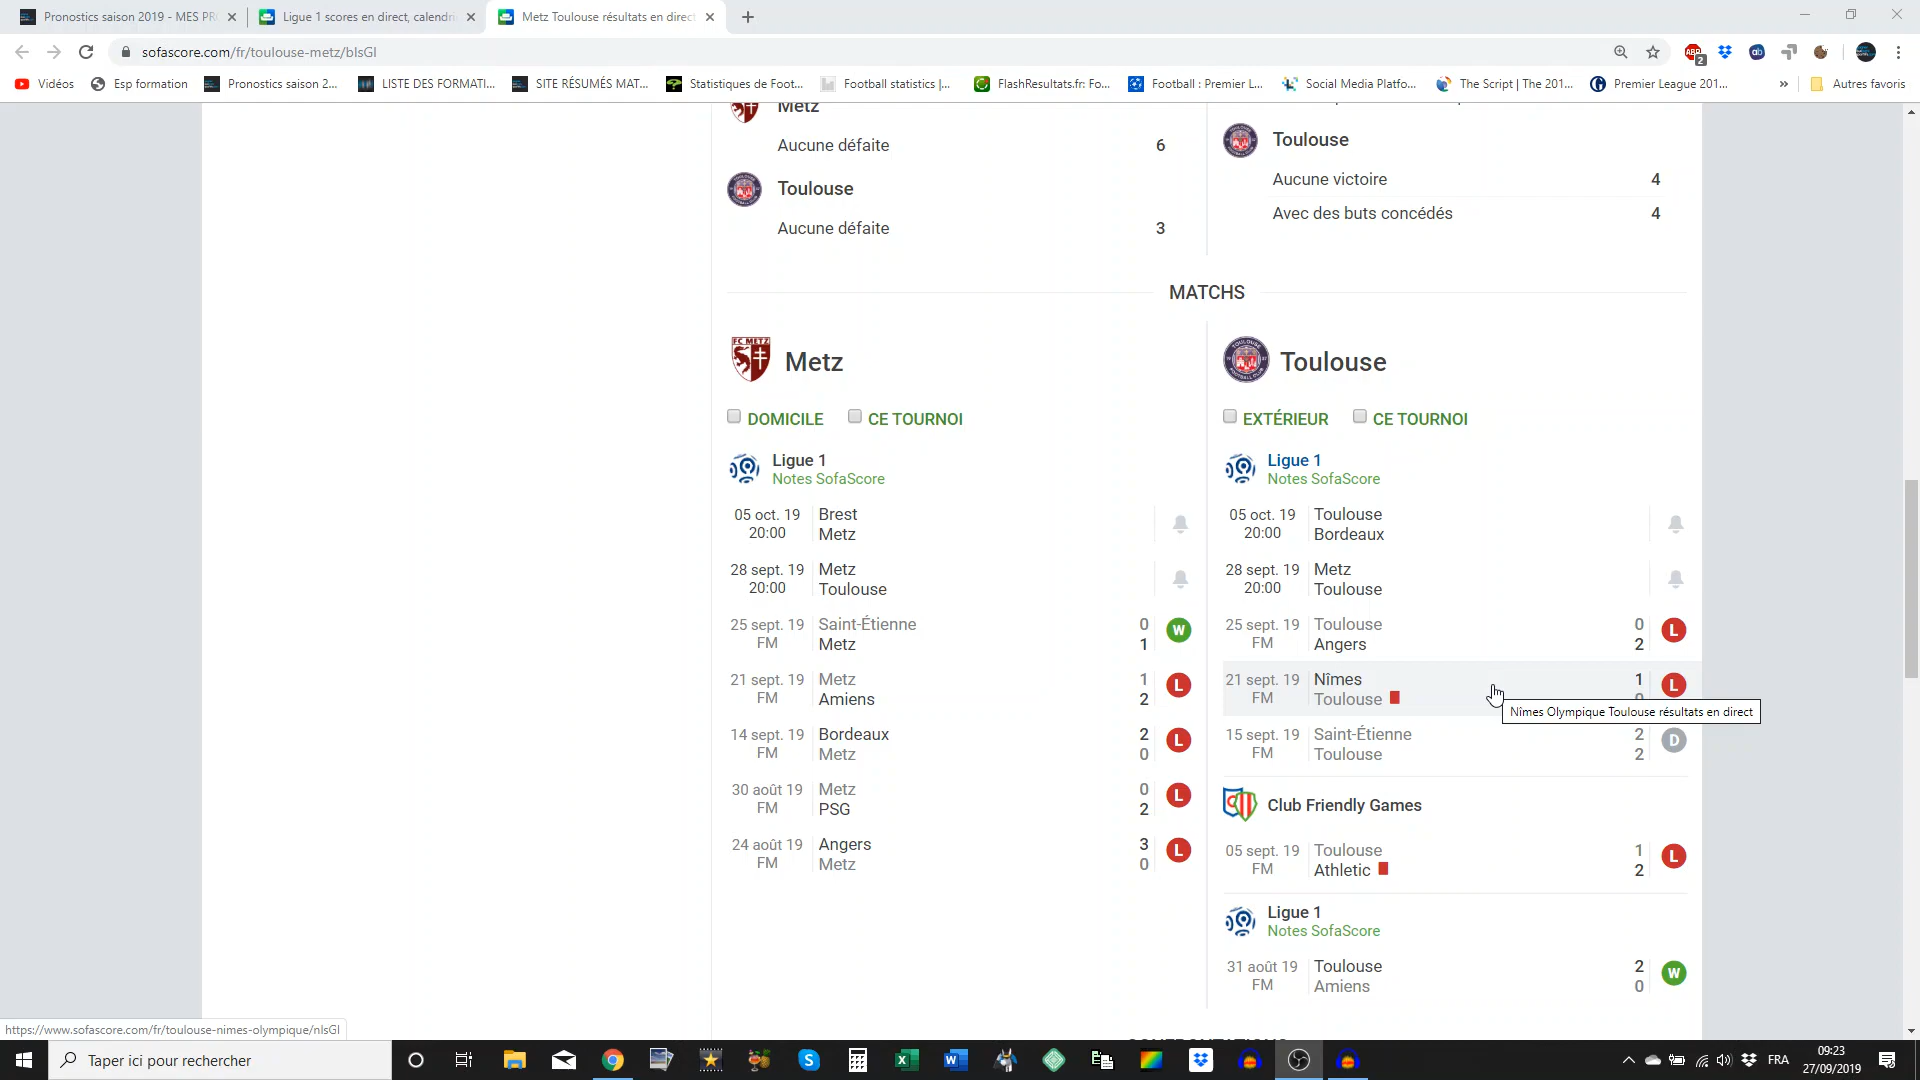 Pronostics saison 2019 - MES PR
Ligue 1 scores en direct, calendri
Metz Toulouse résultats en direct
sofascore.com/fr/toulouse-metz/blsGl
ABP
2
ab
Vidéos
Esp formation
Pronostics saison 2...
LISTE DES FORMATI...
SITE RÉSUMÉS MAT...
Statistiques de Foot...
Football statistics |...
FlashResultats.fr: Fo...
Football : Premier L...
Social Media Platfo...
The Script | The 201...
Premier League 201...
»
Autres favoris
Metz
Aucune défaite 6
Toulouse
Aucune défaite 3
Toulouse
Aucune victoire 4
Avec des buts concédés 4
MATCHS
FC METZ
Metz
DOMICILE
CE TOURNOI
Ligue 1
Notes SofaScore
05 oct. 19 Brest
20:00 Metz
28 sept. 19 Metz
20:00 Toulouse
25 sept. 19 Saint-Étienne 0
FM Metz 1
W
21 sept. 19 Metz 1
FM Amiens 2
L
14 sept. 19 Bordeaux 2
FM Metz 0
L
30 août 19 Metz 0
FM PSG 2
L
24 août 19 Angers 3
FM Metz 0
L
Toulouse
EXTÉRIEUR
CE TOURNOI
Ligue 1
Notes SofaScore
05 oct. 19 Toulouse
20:00 Bordeaux
28 sept. 19 Metz
20:00 Toulouse
25 sept. 19 Toulouse 0
FM Angers 2
L
21 sept. 19 Nîmes 1
FM Toulouse 0
L
Nîmes Olympique Toulouse résultats en direct
15 sept. 19 Saint-Étienne 2
FM Toulouse 2
D
Club Friendly Games
05 sept. 19 Toulouse 1
FM Athletic 2
L
Ligue 1
Notes SofaScore
31 août 19 Toulouse 2
FM Amiens 0
W
https://www.sofascore.com/fr/toulouse-nimes-olympique/nlsGl
Taper ici pour rechercher
FRA
09:23
27/09/2019